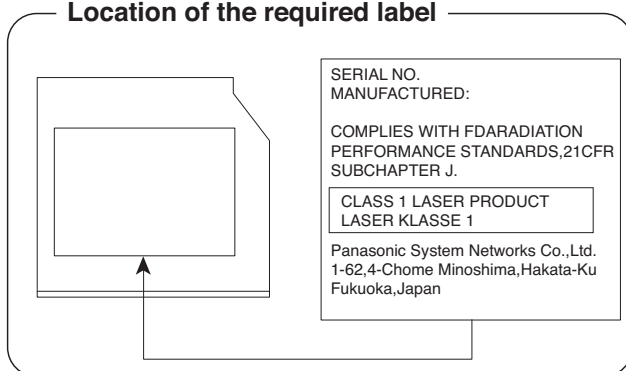 Location of the required label
SERIAL NO.
MANUFACTURED:
COMPLIES WITH FDARADIATION
PERFORMANCE STANDARDS,21CFR
SUBCHAPTER J.
CLASS 1 LASER PRODUCT
LASER KLASSE 1
Panasonic System Networks Co.,Ltd.
1-62,4-Chome Minoshima,Hakata-Ku
Fukuoka,Japan